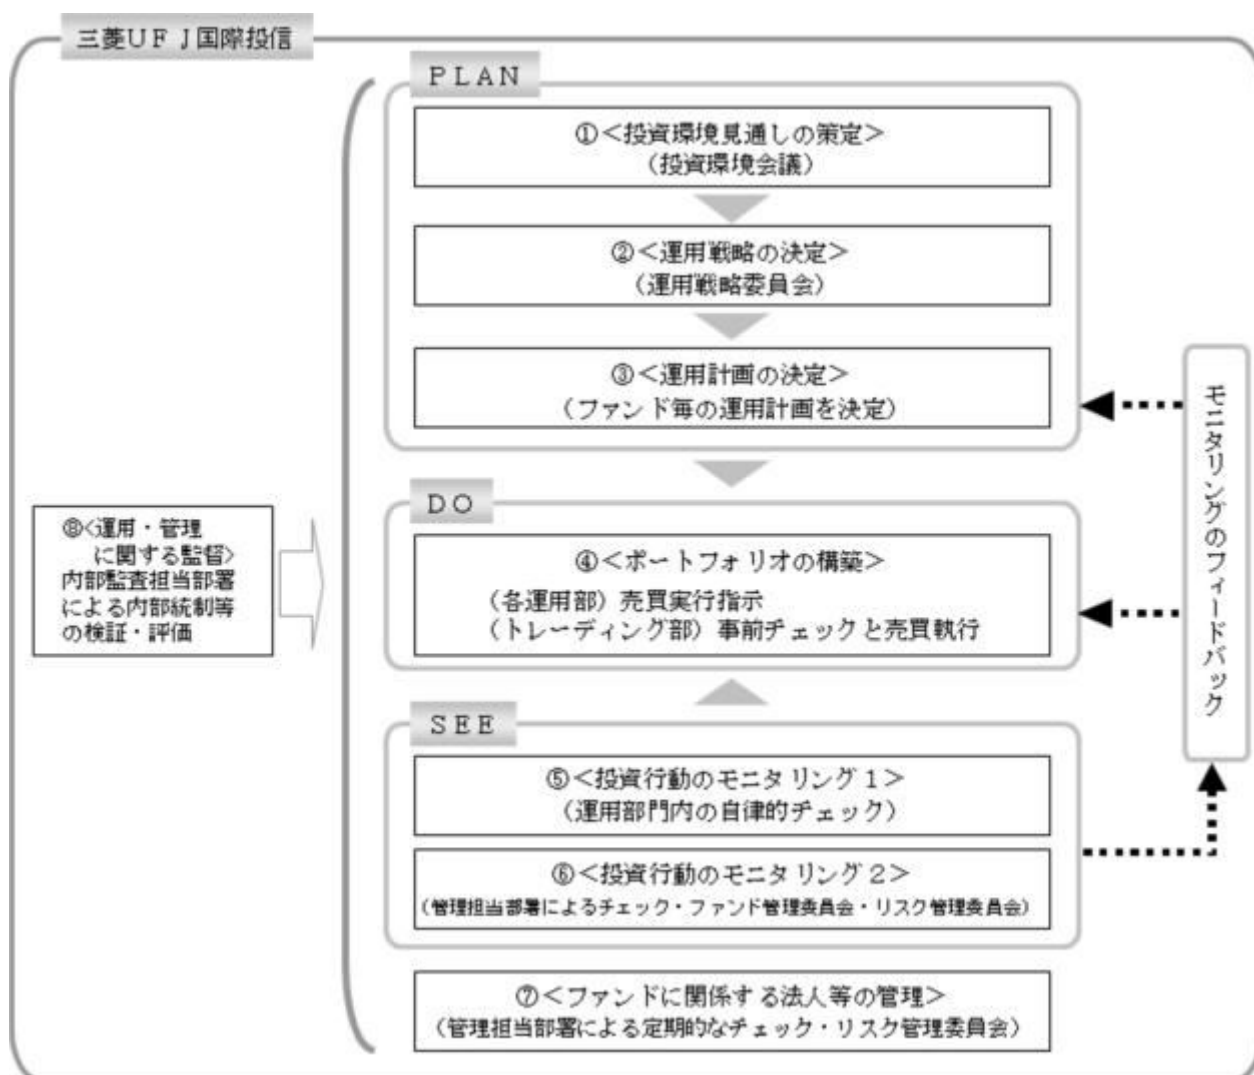 三菱UFJ国際投信
PLAN
①<投資環境見通しの策定>
(投資環境会議)
②<運用戦略の決定>
(運用戦略委員会)
③<運用計画の決定>
(ファンド毎の運用計画を決定)
DO
④<ポートフォリオの構築>
(各運用部)売買実行指示
(トレーディング部)事前チェックと売買執行
SEE
⑤<投資行動のモニタリング1>
(運用部門内の自律的チェック)
⑥<投資行動のモニタリング2>
(管理担当部署によるチェック・ファンド管理委員会・リスク管理委員会)
⑦<ファンドに関係する法人等の管理>
(管理担当部署による定期的なチェック・リスク管理委員会)
⑧<運用・管理
に関する監督>
内部監査担当部署
による内部統制等
の検証・評価
モニタリングのフィードバック